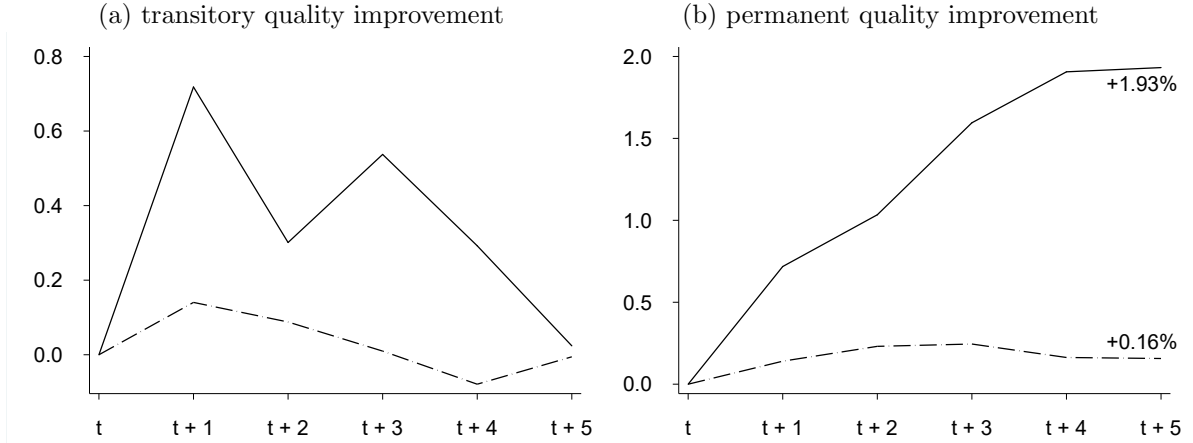 (a) transitory quality improvement
0.8
0.6
0.4
0.2
0.0
t
t + 1
t + 2
t + 3
t + 4
t + 5
(b) permanent quality improvement
2.0
1.5
1.0
0.5
0.0
+1.93%
+0.16%
t
t + 1
t + 2
t + 3
t + 4
t + 5